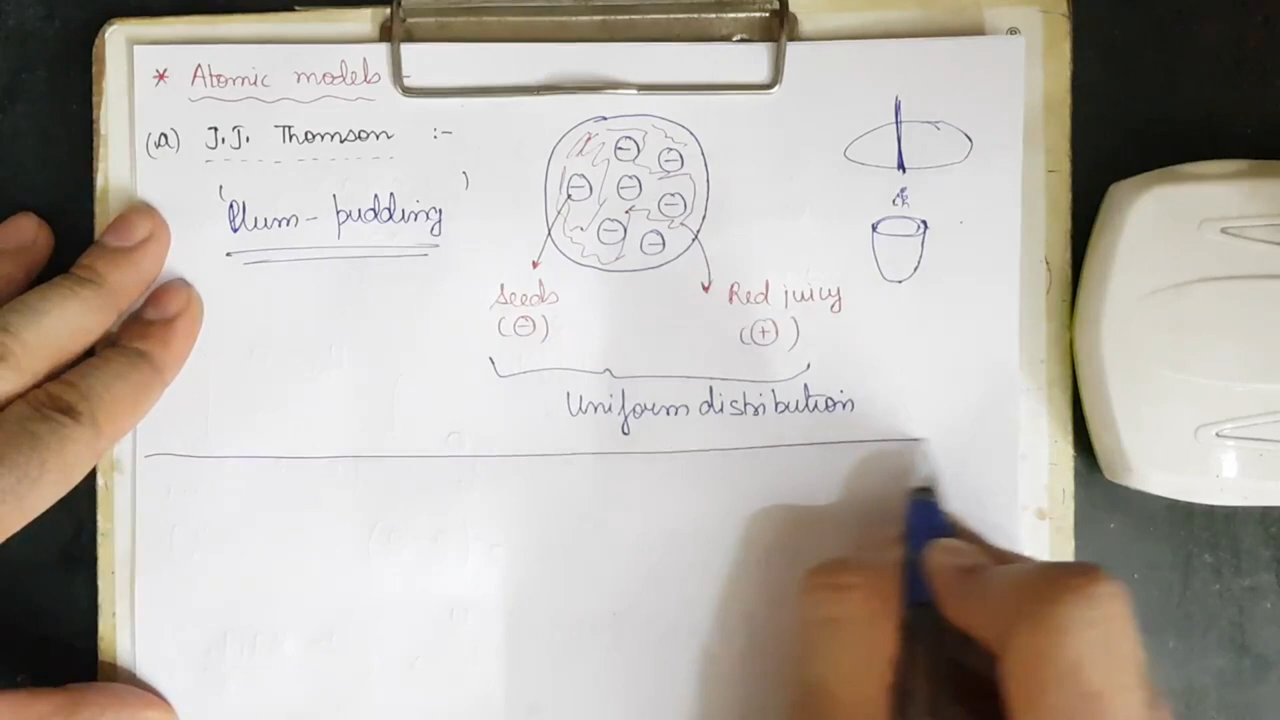 * Atomic models -
(a) J.J. Thomson :-
'Plum-pudding'
Seeds
(⊖)
Red juicy
(⊕)
Uniform distribution